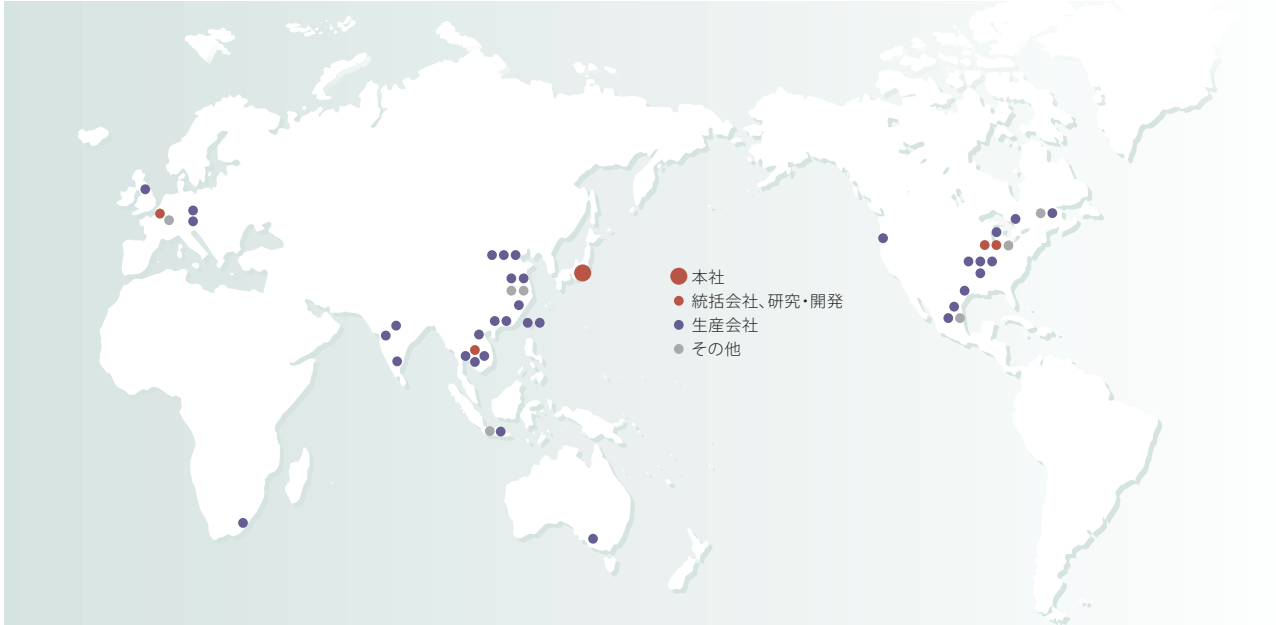 本社
統括会社、研究・開発
生産会社
その他